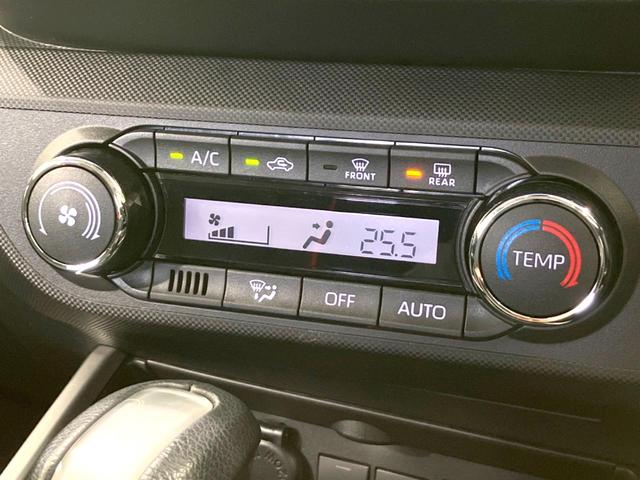 A/C
FRONT
REAR
25.5
TEMP
OFF
AUTO